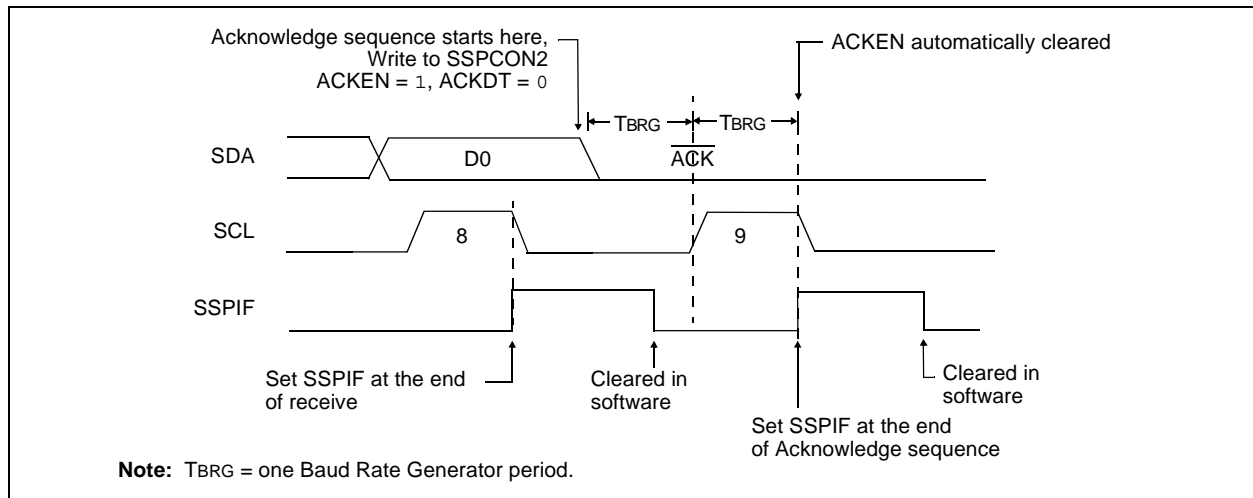 Acknowledge sequence starts here,
Write to SSPCON2
ACKEN = 1, ACKDT = 0
ACKEN automatically cleared
TBRG
TBRG
SDA
D0
ACK
SCL
8
9
SSPIF
Set SSPIF at the end
of receive
Cleared in
software
Set SSPIF at the end
of Acknowledge sequence
Cleared in
software
Note: TBRG = one Baud Rate Generator period.